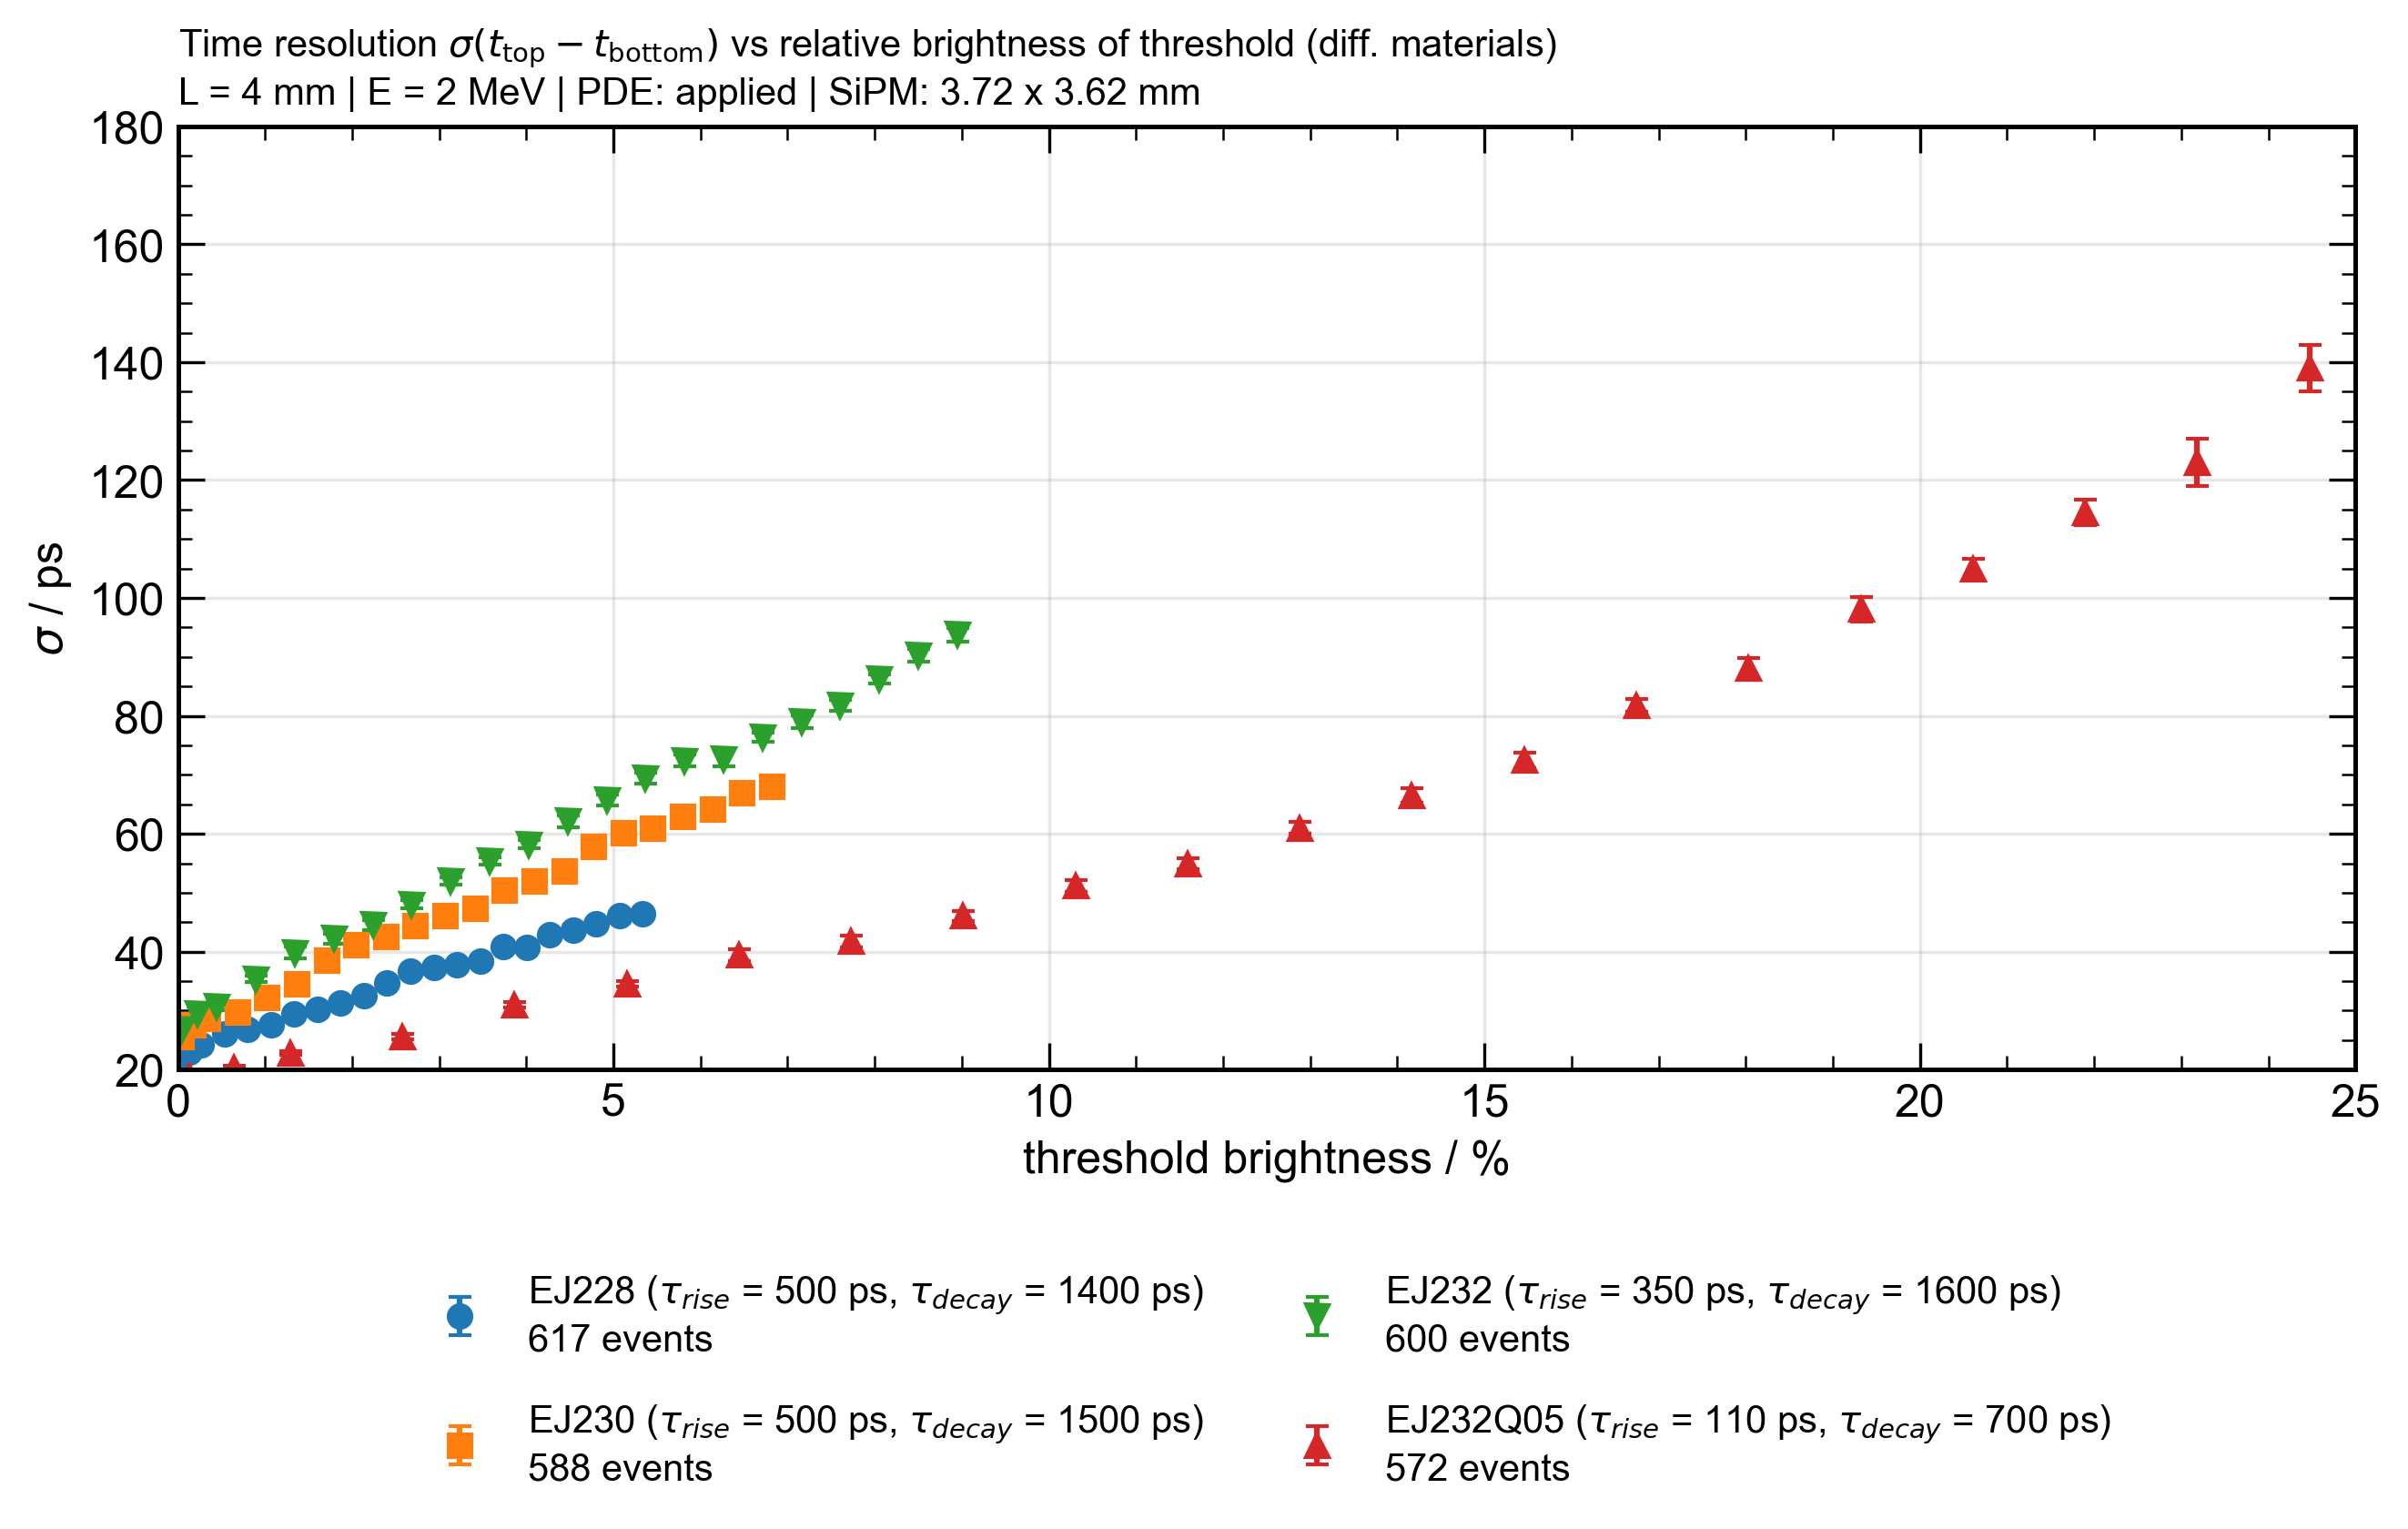 Time resolution σ(t_top − t_bottom) vs relative brightness of threshold (diff. materials)
L = 4 mm | E = 2 MeV | PDE: applied | SiPM: 3.72 x 3.62 mm
180
160
140
120
100
80
60
40
20
σ / ps
0 5 10 15 20 25
threshold brightness / %
EJ228 (τ_rise = 500 ps, τ_decay = 1400 ps)
617 events
EJ230 (τ_rise = 500 ps, τ_decay = 1500 ps)
588 events
EJ232 (τ_rise = 350 ps, τ_decay = 1600 ps)
600 events
EJ232Q05 (τ_rise = 110 ps, τ_decay = 700 ps)
572 events